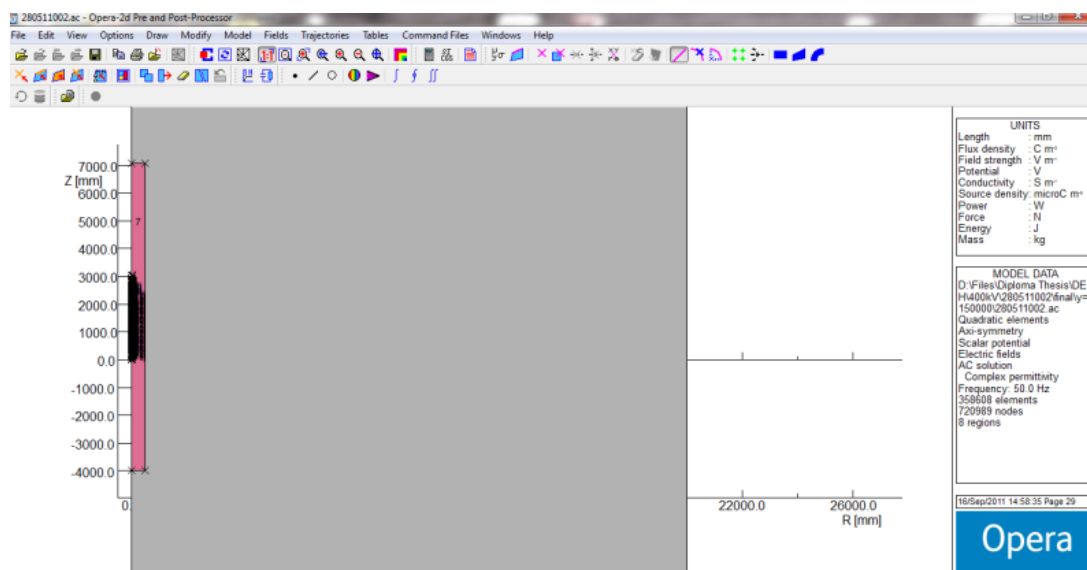 280511002.ac - Opera-2d Pre and Post-Processor
File Edit View Options Draw Modify Model Fields Trajectories Tables Command Files Windows Help
7000.0
Z [mm]
6000.0
5000.0
7
4000.0
3000.0
2000.0
1000.0
0.0
-1000.0
-2000.0
-3000.0
-4000.0
0.
22000.0
26000.0
R [mm]
UNITS
Length : mm
Flux density : C m
Field strength : V m
Potential : V
Conductivity : S m
Source density: microC m
Power : W
Force : N
Energy : J
Mass : kg
MODEL DATA
D:\Files\Diploma Thesis\DE
H\400kV\280511002\final\y=
150000\280511002.ac
Quadratic elements
Axi-symmetry
Scalar potential
Electric fields
AC solution
Complex permittivity
Frequency: 50.0 Hz
358608 elements
720989 nodes
8 regions
16/Sep/2011 14:58:35 Page 29
Opera